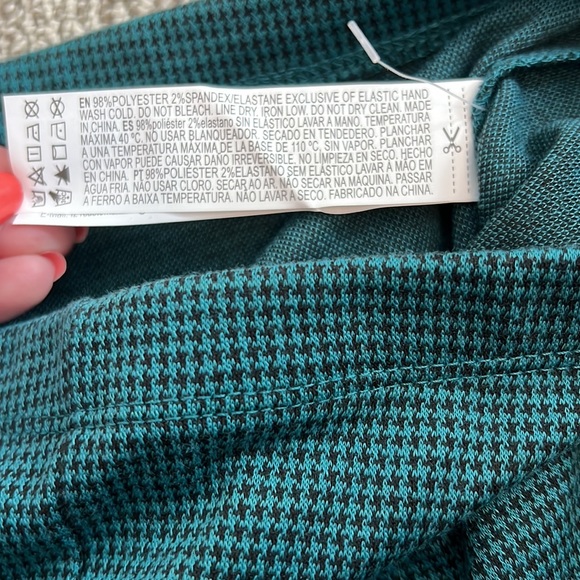 EN 98%POLYESTER 2%SPANDEX/ELASTANE EXCLUSIVE OF ELASTIC HAND
WASH COLD. DO NOT BLEACH. LINE DRY. IRON LOW. DO NOT DRY CLEAN. MADE
IN CHINA. ES 98% poliéster 2%elastano SIN ELÁSTICO LAVAR A MANO. TEMPERATURA
MÁXIMA 40 ºC. NO USAR BLANQUEADOR. SECADO EN TENDEDERO. PLANCHAR
A UNA TEMPERATURA MÁXIMA DE LA BASE DE 110 ºC. SIN VAPOR. PLANCHAR
CON VAPOR PUEDE CAUSAR DAÑO IRREVERSIBLE. NO LIMPIAR EN SECO. HECHO
EN CHINA. PT 98%POLIÉSTER 2%ELASTANO SEM ELÁSTICO LAVAR À MÃO EM
ÁGUA FRIA. NÃO USAR CLORO. SECAR AO AR. NÃO SECAR NA MAQUINA. PASSAR
A FERRO A BAIXA TEMPERATURA. NÃO LAVAR A SECO. FABRICADO NA CHINA.